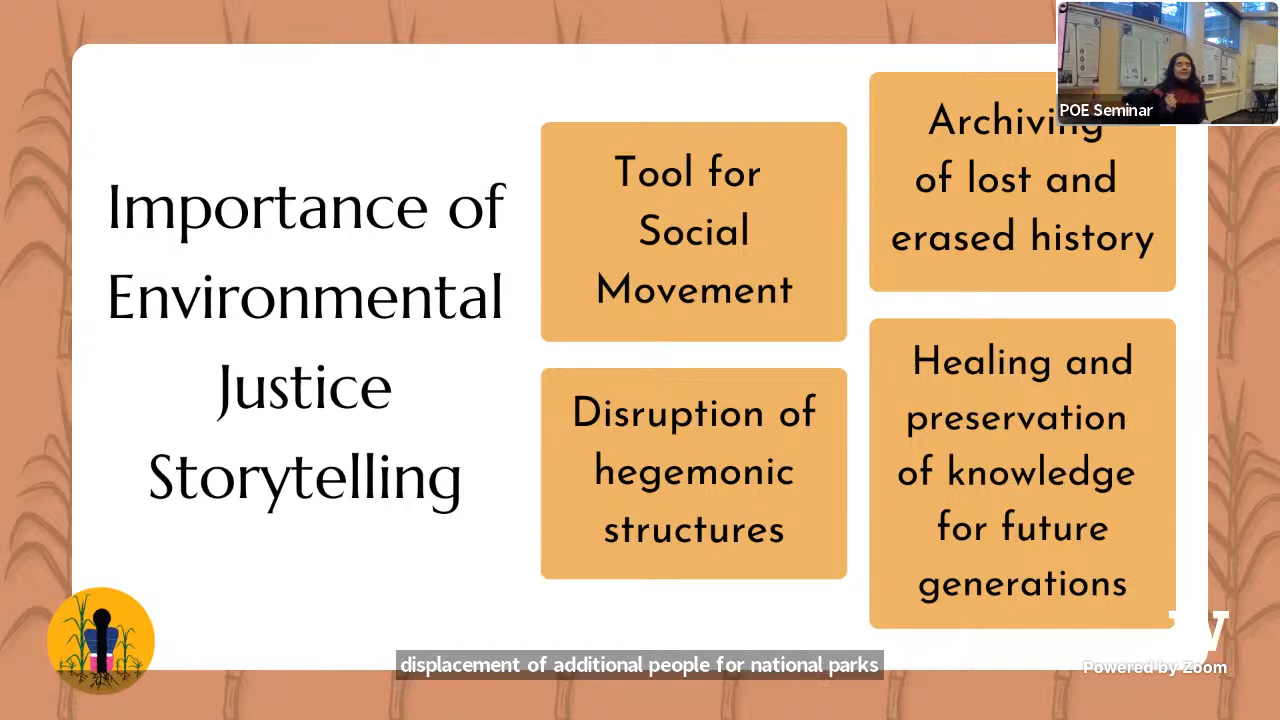 Importance of
Environmental
Justice
Storytelling
Tool for
Social
Movement
Disruption of
hegemonic
structures
Archiving
of lost and
erased history
Healing and
preservation
of knowledge
for future
generations
POE Seminar
displacement of additional people for national parks
W
Powered by Zoom